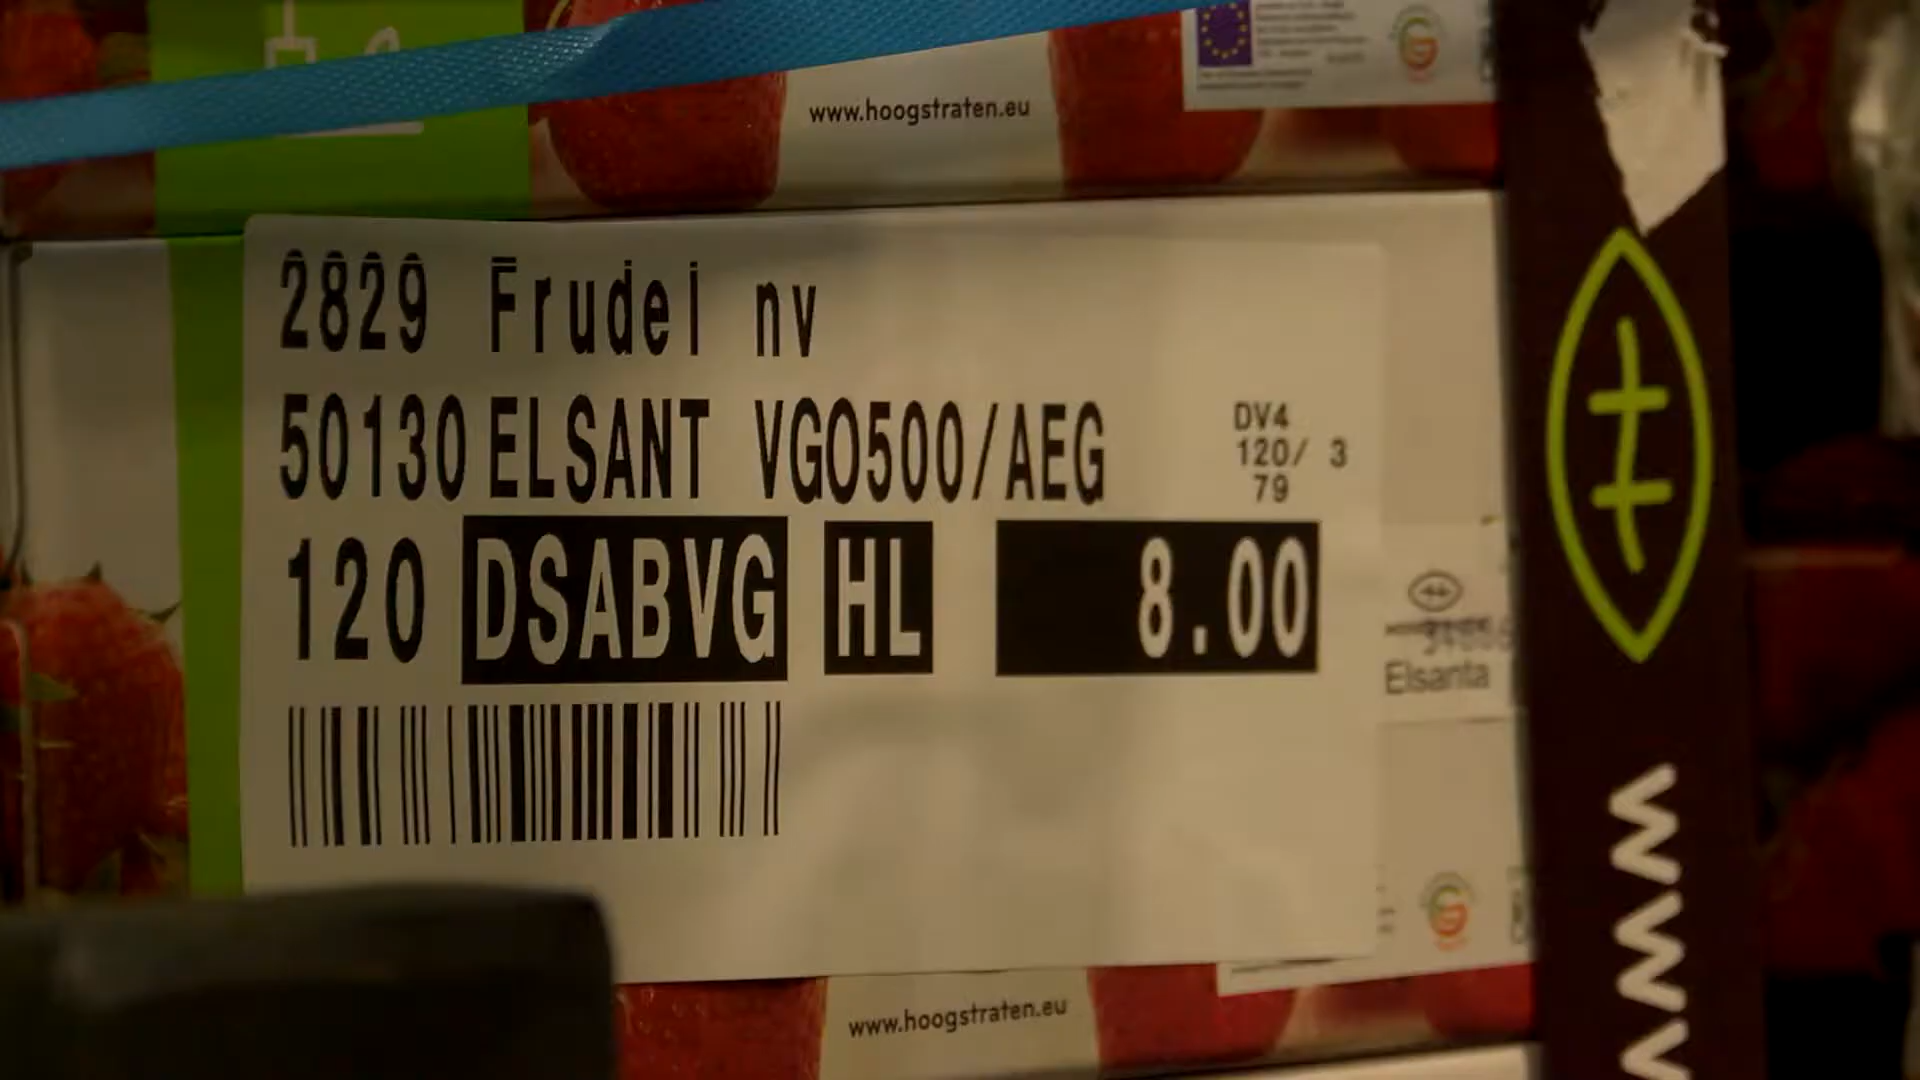 www.hoogstraten.eu
2829 Frudel nv
50130 ELSANT VGO500/AEG
DV4
120/ 3
79
120 DSABVG HL 8.00
Elsanta
www.hoogstraten.eu